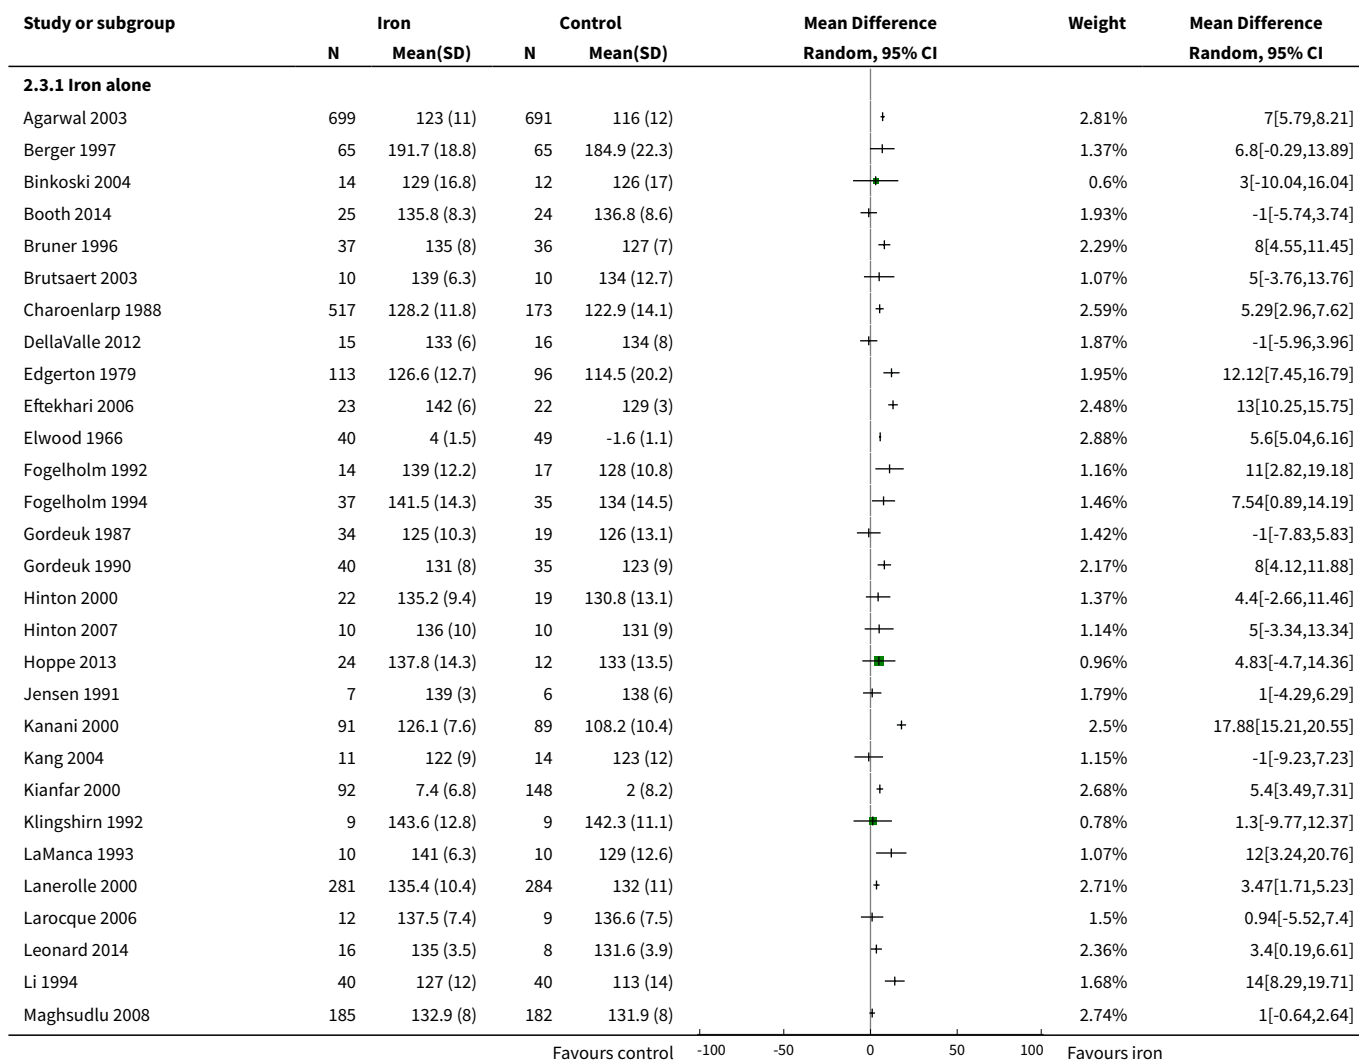 Study or subgroup Iron Control Mean Difference Weight Mean Difference
N Mean(SD) N Mean(SD) Random, 95% CI Random, 95% CI
2.3.1 Iron alone
Agarwal 2003 699 123 (11) 691 116 (12) 2.81% 7[5.79,8.21]
Berger 1997 65 191.7 (18.8) 65 184.9 (22.3) 1.37% 6.8[-0.29,13.89]
Binkoski 2004 14 129 (16.8) 12 126 (17) 0.6% 3[-10.04,16.04]
Booth 2014 25 135.8 (8.3) 24 136.8 (8.6) 1.93% -1[-5.74,3.74]
Bruner 1996 37 135 (8) 36 127 (7) 2.29% 8[4.55,11.45]
Brutsaert 2003 10 139 (6.3) 10 134 (12.7) 1.07% 5[-3.76,13.76]
Charoenlarp 1988 517 128.2 (11.8) 173 122.9 (14.1) 2.59% 5.29[2.96,7.62]
DellaValle 2012 15 133 (6) 16 134 (8) 1.87% -1[-5.96,3.96]
Edgerton 1979 113 126.6 (12.7) 96 114.5 (20.2) 1.95% 12.12[7.45,16.79]
Eftekhari 2006 23 142 (6) 22 129 (3) 2.48% 13[10.25,15.75]
Elwood 1966 40 4 (1.5) 49 -1.6 (1.1) 2.88% 5.6[5.04,6.16]
Fogelholm 1992 14 139 (12.2) 17 128 (10.8) 1.16% 11[2.82,19.18]
Fogelholm 1994 37 141.5 (14.3) 35 134 (14.5) 1.46% 7.54[0.89,14.19]
Gordeuk 1987 34 125 (10.3) 19 126 (13.1) 1.42% -1[-7.83,5.83]
Gordeuk 1990 40 131 (8) 35 123 (9) 2.17% 8[4.12,11.88]
Hinton 2000 22 135.2 (9.4) 19 130.8 (13.1) 1.37% 4.4[-2.66,11.46]
Hinton 2007 10 136 (10) 10 131 (9) 1.14% 5[-3.34,13.34]
Hoppe 2013 24 137.8 (14.3) 12 133 (13.5) 0.96% 4.83[-4.7,14.36]
Jensen 1991 7 139 (3) 6 138 (6) 1.79% 1[-4.29,6.29]
Kanani 2000 91 126.1 (7.6) 89 108.2 (10.4) 2.5% 17.88[15.21,20.55]
Kang 2004 11 122 (9) 14 123 (12) 1.15% -1[-9.23,7.23]
Kianfar 2000 92 7.4 (6.8) 148 2 (8.2) 2.68% 5.4[3.49,7.31]
Klingshirn 1992 9 143.6 (12.8) 9 142.3 (11.1) 0.78% 1.3[-9.77,12.37]
LaManca 1993 10 141 (6.3) 10 129 (12.6) 1.07% 12[3.24,20.76]
Lanerolle 2000 281 135.4 (10.4) 284 132 (11) 2.71% 3.47[1.71,5.23]
Larocque 2006 12 137.5 (7.4) 9 136.6 (7.5) 1.5% 0.94[-5.52,7.4]
Leonard 2014 16 135 (3.5) 8 131.6 (3.9) 2.36% 3.4[0.19,6.61]
Li 1994 40 127 (12) 40 113 (14) 1.68% 14[8.29,19.71]
Maghsudlu 2008 185 132.9 (8) 182 131.9 (8) 2.74% 1[-0.64,2.64]
Favours control -100 -50 0 50 100 Favours iron